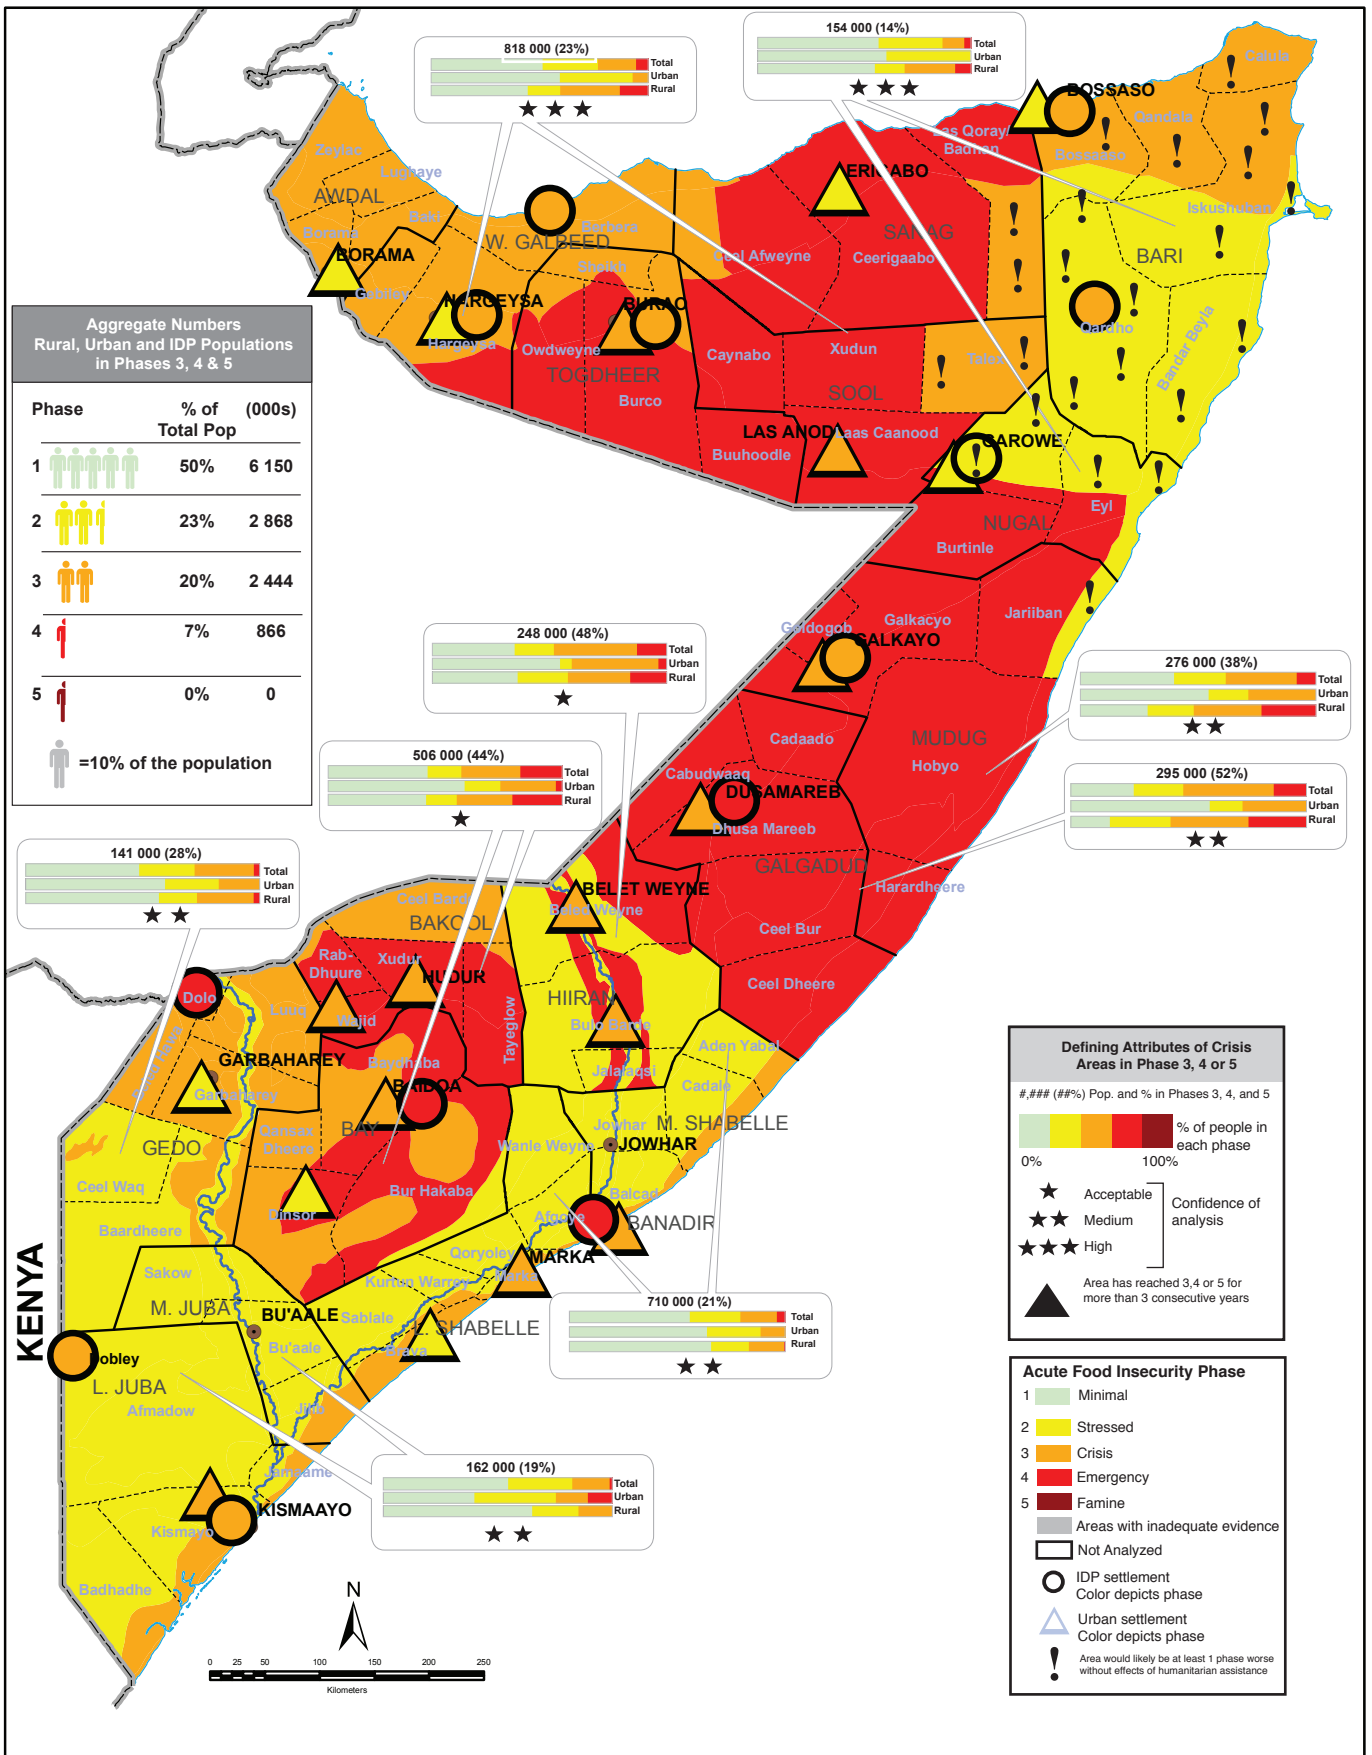 818 000 (23%)
Total
Urban
Rural
154 000 (14%)
Total
Urban
Rural
Calula
BOSSASO
Qandala
Las Qoray/
Badhan
Bossaaso
Zeylac
Lughaye
ERIGABO
AWDAL
Baki
Iskushuban
Borama
Berbera
W. GALBEED
SANAG
BARI
BORAMA
Ceel Afweyne
Ceerigaabo
Sheikh
Gebiley
HARGEYSA
BURAO
Qardho
Hargeysa
Owdweyne
Caynabo
Xudun
Talex
Bandar Beyla
TOGDHEER
Burco
SOOL
LAS ANOD
Laas Caanood
GAROWE
Buuhoodle
Eyl
NUGAL
Burtinle
Aggregate Numbers
Rural, Urban and IDP Populations
in Phases 3, 4 & 5
Phase
% of
Total Pop
(000s)
1
50%
6 150
2
23%
2 868
3
20%
2 444
4
7%
866
5
0%
0
=10% of the population
248 000 (48%)
Total
Urban
Rural
Jariiban
Galkacyo
Goldogob
GALKAYO
276 000 (38%)
Total
Urban
Rural
506 000 (44%)
Total
Urban
Rural
Cadaado
MUDUG
Hobyo
Cabudwaaq
DUSAMAREB
Dhusa Mareeb
295 000 (52%)
Total
Urban
Rural
141 000 (28%)
Total
Urban
Rural
GALGADUD
Harardheere
BELET WEYNE
Beled Weyne
Ceel Barde
BAKOOL
Ceel Bur
Rab-
Dhuure
Xudur
HUDUR
Ceel Dheere
Dolo
Luuq
Wajid
HIIRAN
Bulo Barde
Tayeglow
Aden Yabal
GARBAHAREY
Garbaharey
Baydhaba
BAIDOA
Jalalaqsi
Cadale
BAY
Qansax
Dheere
Jowhar
M. SHABELLE
GEDO
Wanle Weyne
JOWHAR
Ceel Waq
Bur Hakaba
Balcad
Dinsor
Afgoye
BANADIR
Baardheere
Qoryoley
MARKA
Marka
Sakow
Kurtun Warrey
M. JUBA
BU'AALE
Sablale
L. SHABELLE
Bu'aale
Brava
KENYA
Dobley
L. JUBA
Afmadow
Jilib
710 000 (21%)
Total
Urban
Rural
Jamaame
162 000 (19%)
Total
Urban
Rural
KISMAAYO
Kismayo
Badhadhe
N
0 25 50 100 150 200 250
Kilometers
Defining Attributes of Crisis
Areas in Phase 3, 4 or 5
#,### (##%) Pop. and % in Phases 3, 4, and 5
% of people in
each phase
0%
100%
Acceptable
Medium
High
Confidence of
analysis
Area has reached 3,4 or 5 for
more than 3 consecutive years
Acute Food Insecurity Phase
1 Minimal
2 Stressed
3 Crisis
4 Emergency
5 Famine
Areas with inadequate evidence
Not Analyzed
IDP settlement
Color depicts phase
Urban settlement
Color depicts phase
Area would likely be at least 1 phase worse
without effects of humanitarian assistance